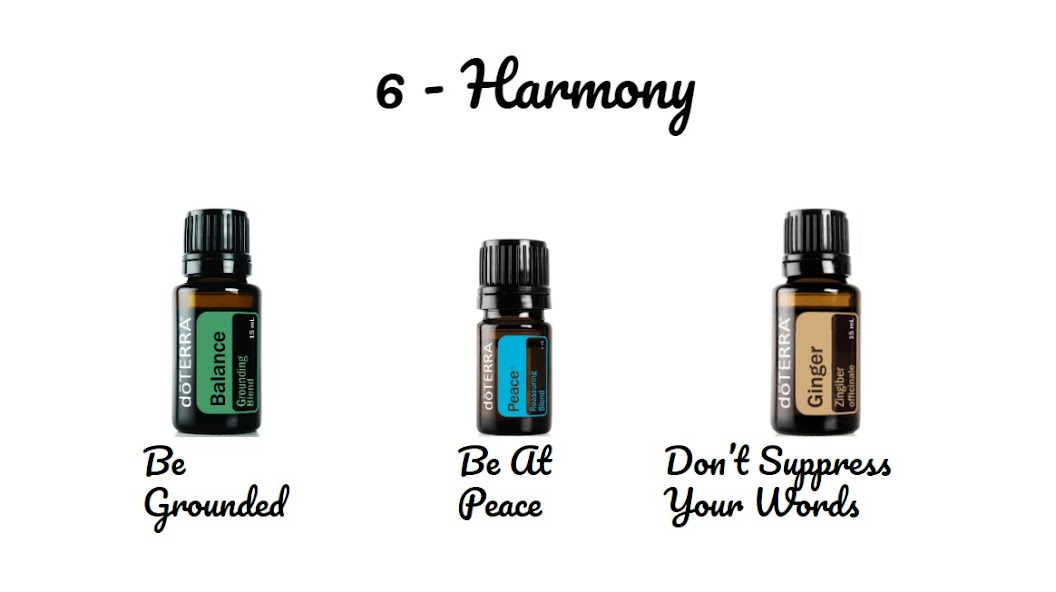 6 - Harmony
dōTERRA
Balance
Grounding
Blend
15 mL
dōTERRA
Peace
Reassuring
Blend
dōTERRA
Ginger
Zingiber
officinale
15 mL
Be
Grounded
Be At
Peace
Don't Suppress
Your Words